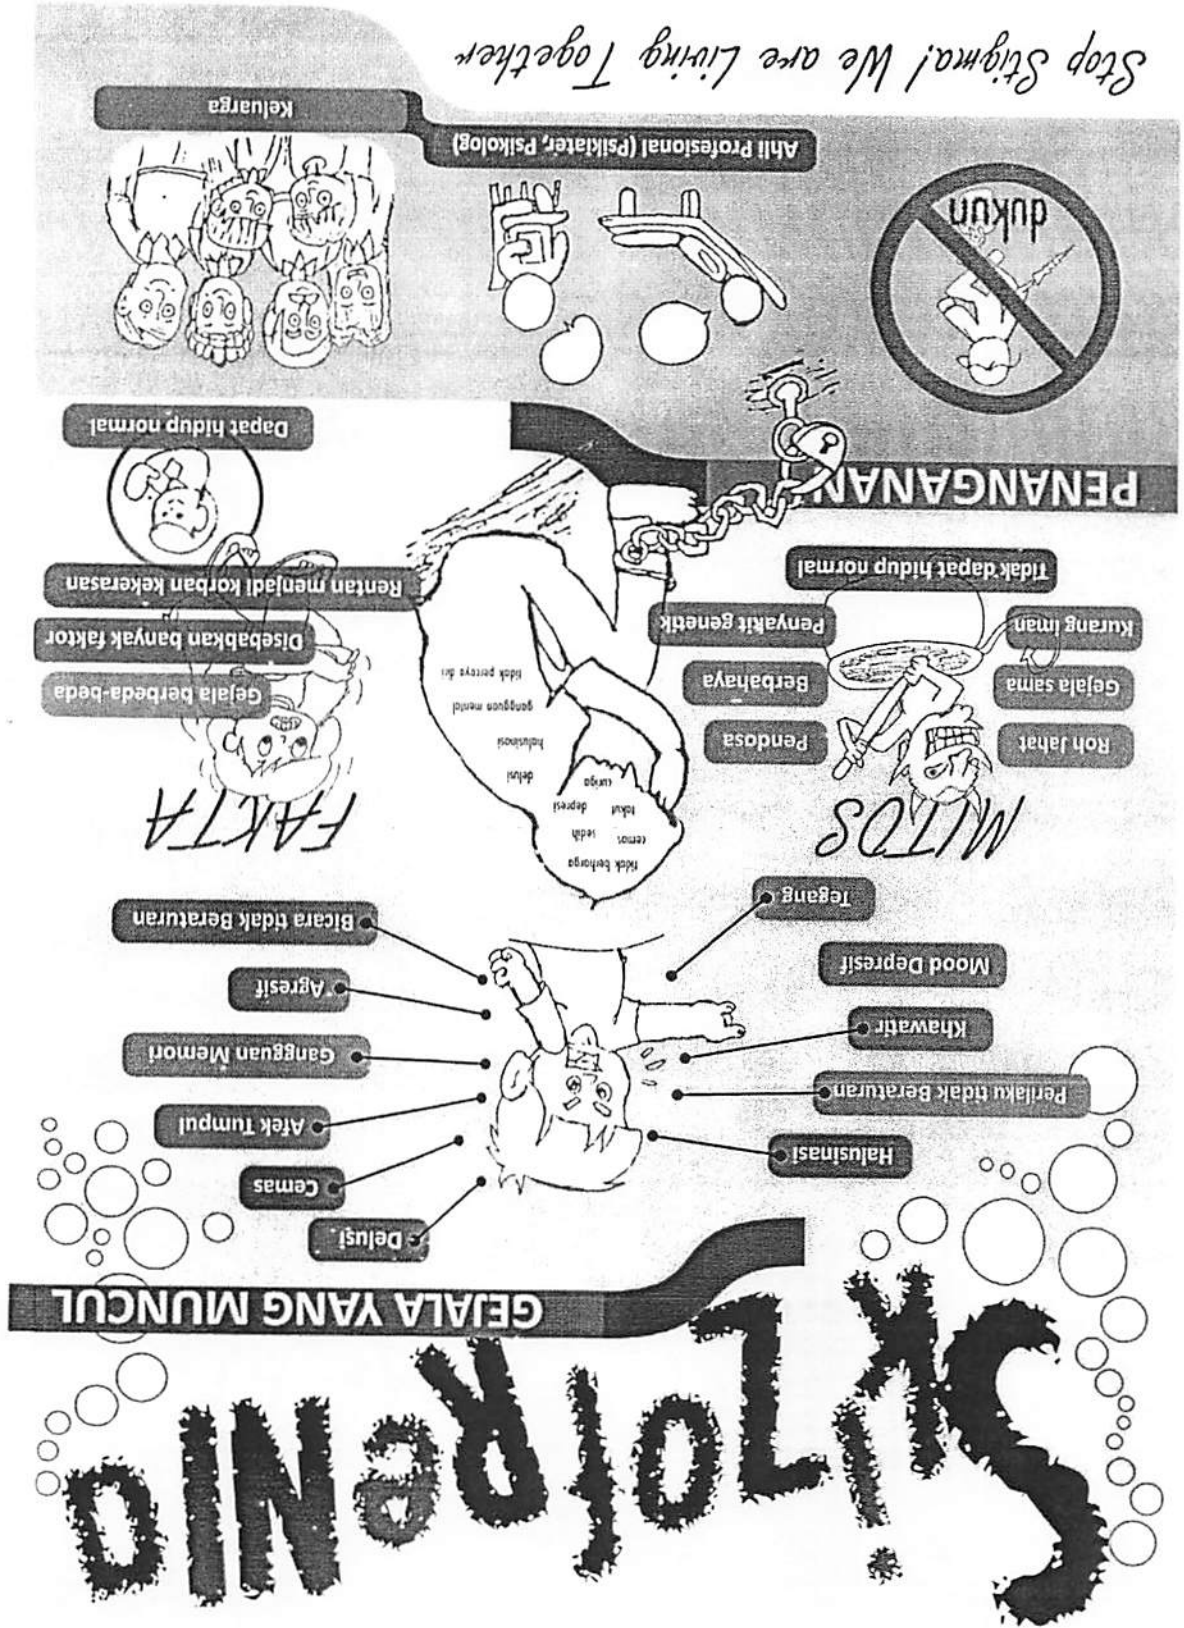 SKiZofReNIa
GEJALA YANG MUNCUL
Halusinasi
Perilaku tidak Beraturan
Khawatir
Mood Depresif
Tegang
Delusi
Cemas
Afek Tumpul
Gangguan Memori
Agresif
Bicara tidak Beraturan
MITOS
Roh Jahat
Pendosa
Gejala sama
Berbahaya
Kurang Iman
Penyakit genetik
Tidak dapat hidup normal
tidak berharga
cemas sedih
takut depresi
curiga
delusi
halusinasi
gangguan mental
tidak percaya diri
FAKTA
Gejala berbeda-beda
Disebabkan banyak faktor
Rentan menjadi korban kekerasan
Dapat hidup normal
PENANGANAN
dukun
Ahli Profesional (Psikiater, Psikolog)
Keluarga
Stop Stigma! We are Living Together